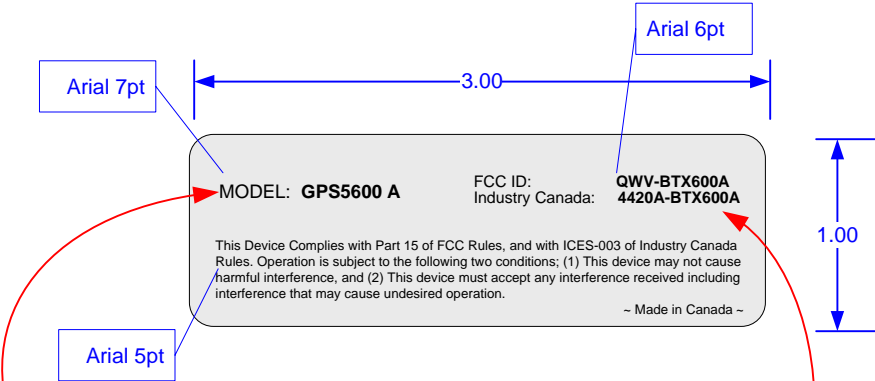 Arial 6pt
Arial 7pt
3.00
MODEL: GPS5600 A
FCC ID: QWV-BTX600A
Industry Canada: 4420A-BTX600A
1.00
This Device Complies with Part 15 of FCC Rules, and with ICES-003 of Industry Canada
Rules. Operation is subject to the following two conditions; (1) This device may not cause
harmful interference, and (2) This device must accept any interference received including
interference that may cause undesired operation.
~ Made in Canada ~
Arial 5pt